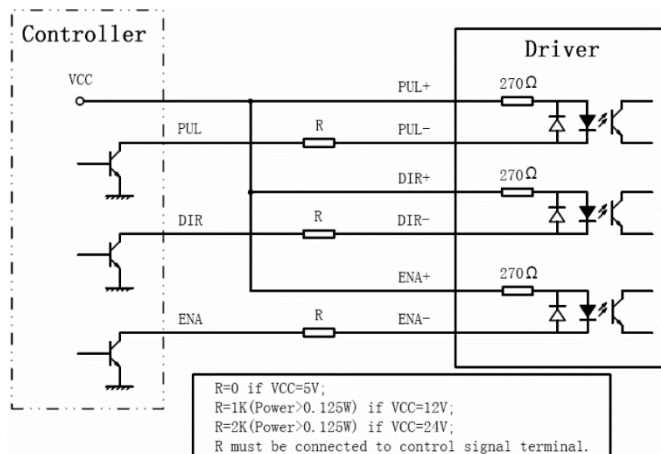 Controller
Driver
VCC
PUL+
270Ω
PUL
R
PUL-
DIR+
270Ω
DIR
R
DIR-
ENA+
270Ω
ENA
R
ENA-
R=0 if VCC=5V;
R=1K(Power>0.125W) if VCC=12V;
R=2K(Power>0.125W) if VCC=24V;
R must be connected to control signal terminal.